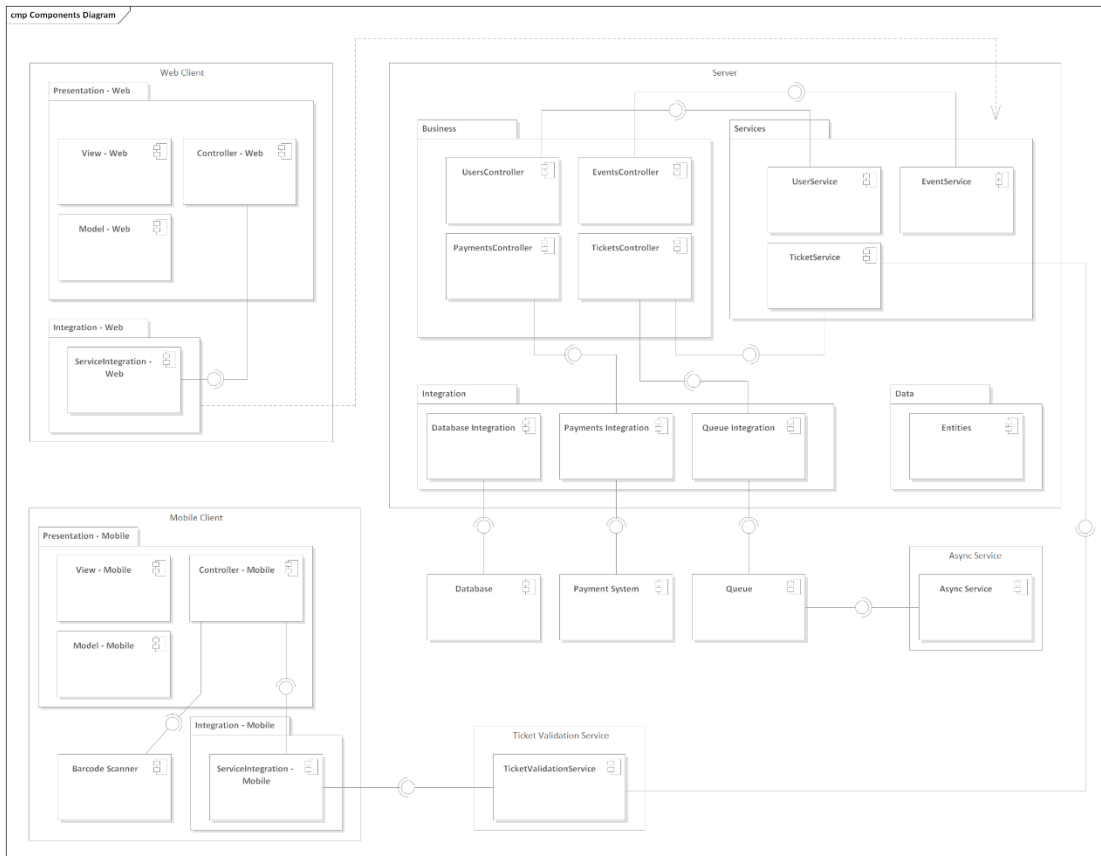 cmp Components Diagram
Web Client
Presentation - Web
View - Web
Controller - Web
Model - Web
Integration - Web
ServiceIntegration -
Web
Server
Business
UsersController
EventsController
PaymentsController
TicketsController
Services
UserService
EventService
TicketService
Integration
Database Integration
Payments Integration
Queue Integration
Data
Entities
Mobile Client
Presentation - Mobile
View - Mobile
Controller - Mobile
Model - Mobile
Integration - Mobile
Barcode Scanner
ServiceIntegration -
Mobile
Database
Payment System
Queue
Async Service
Async Service
Ticket Validation Service
TicketValidationService